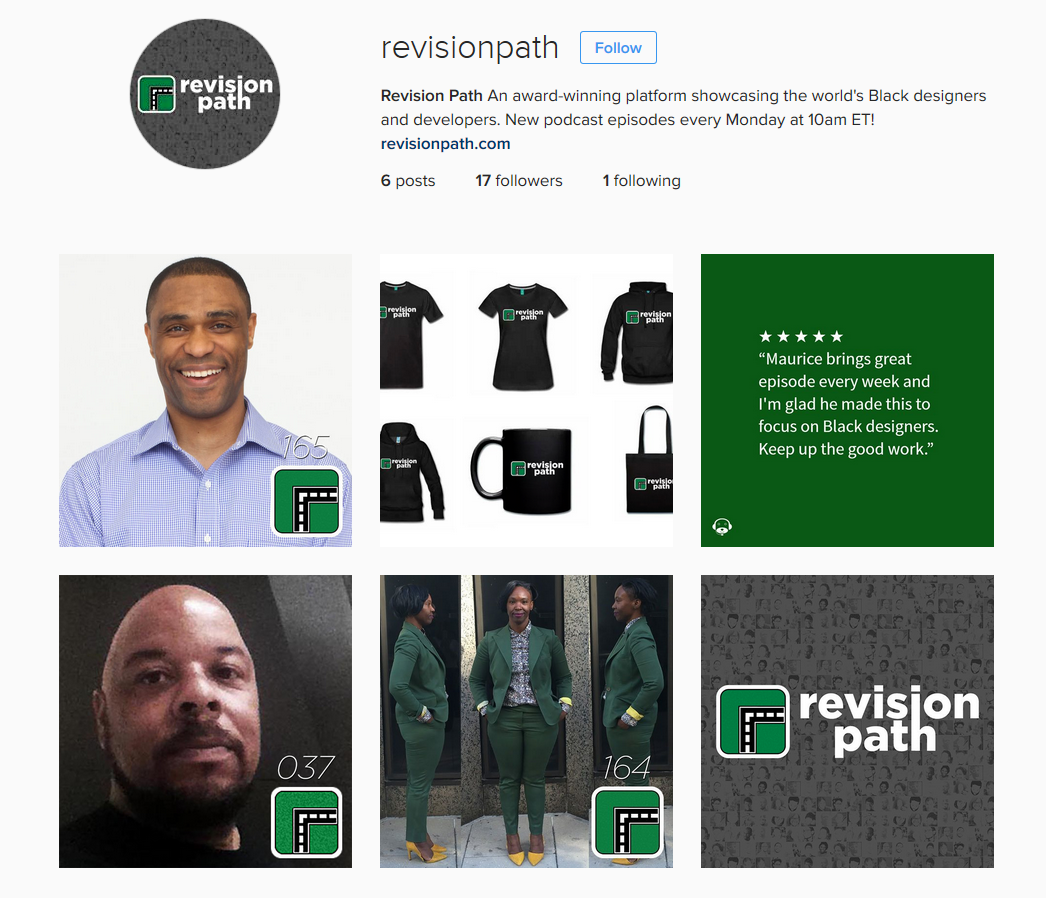 revision
path
revisionpath
Follow
Revision Path An award-winning platform showcasing the world's Black designers
and developers. New podcast episodes every Monday at 10am ET!
revisionpath.com
6 posts 17 followers 1 following
165
revision
path
revision
path
revision
path
revision
path
revision
path
revision
path
★★★★★
“Maurice brings great
episode every week and
I'm glad he made this to
focus on Black designers.
Keep up the good work.”
037
164
revision
path